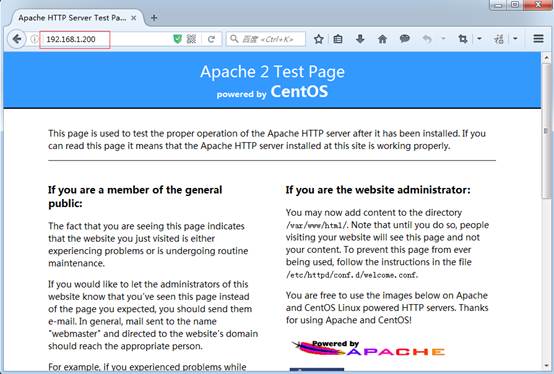 Apache HTTP Server Test Pa...
192.168.1.200
百度 <Ctrl+K>
Apache 2 Test Page
powered by CentOS
This page is used to test the proper operation of the Apache HTTP server after it has been installed. If you
can read this page it means that the Apache HTTP server installed at this site is working properly.
If you are a member of the general
public:
The fact that you are seeing this page indicates
that the website you just visited is either
experiencing problems or is undergoing routine
maintenance.
If you would like to let the administrators of this
website know that you've seen this page instead
of the page you expected, you should send them
e-mail. In general, mail sent to the name
"webmaster" and directed to the website's domain
should reach the appropriate person.
For example, if you experienced problems while
If you are the website administrator:
You may now add content to the directory
/var/www/html/. Note that until you do so, people
visiting your website will see this page and not
your content. To prevent this page from ever
being used, follow the instructions in the file
/etc/httpd/conf.d/welcome.conf.
You are free to use the images below on Apache
and CentOS Linux powered HTTP servers. Thanks
for using Apache and CentOS!
Powered by
APACHE